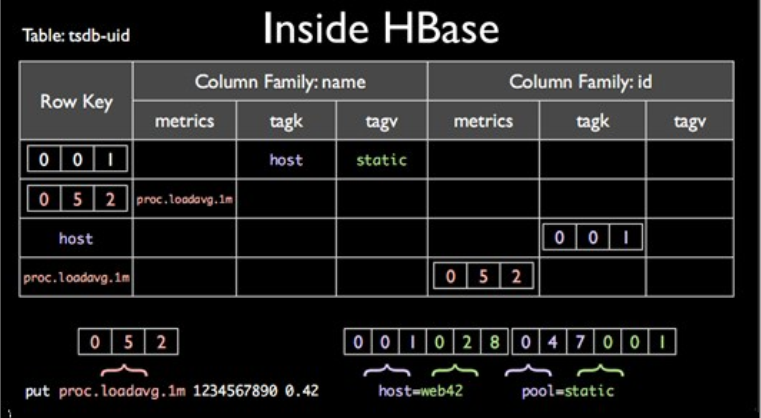 Table: tsdb-uid
Inside HBase
Row Key
Column Family: name
Column Family: id
metrics tagk tagv metrics tagk tagv
0 0 1 host static
0 5 2 proc.loadavg.1m
host 0 0 1
proc.loadavg.1m 0 5 2
0 5 2
0 0 1 0 2 8 0 4 7 0 0 1
put proc.loadavg.1m 1234567890 0.42 host=web42 pool=static